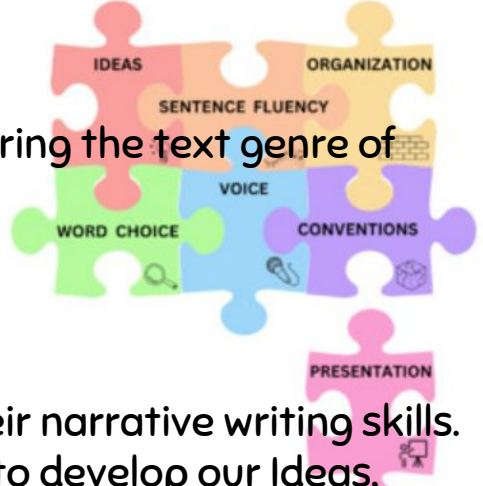 IDEAS ORGANIZATION
SENTENCE FLUENCY
ring the text genre of
VOICE
WORD CHOICE CONVENTIONS
PRESENTATION
eir narrative writing skills.
to develop our Ideas,